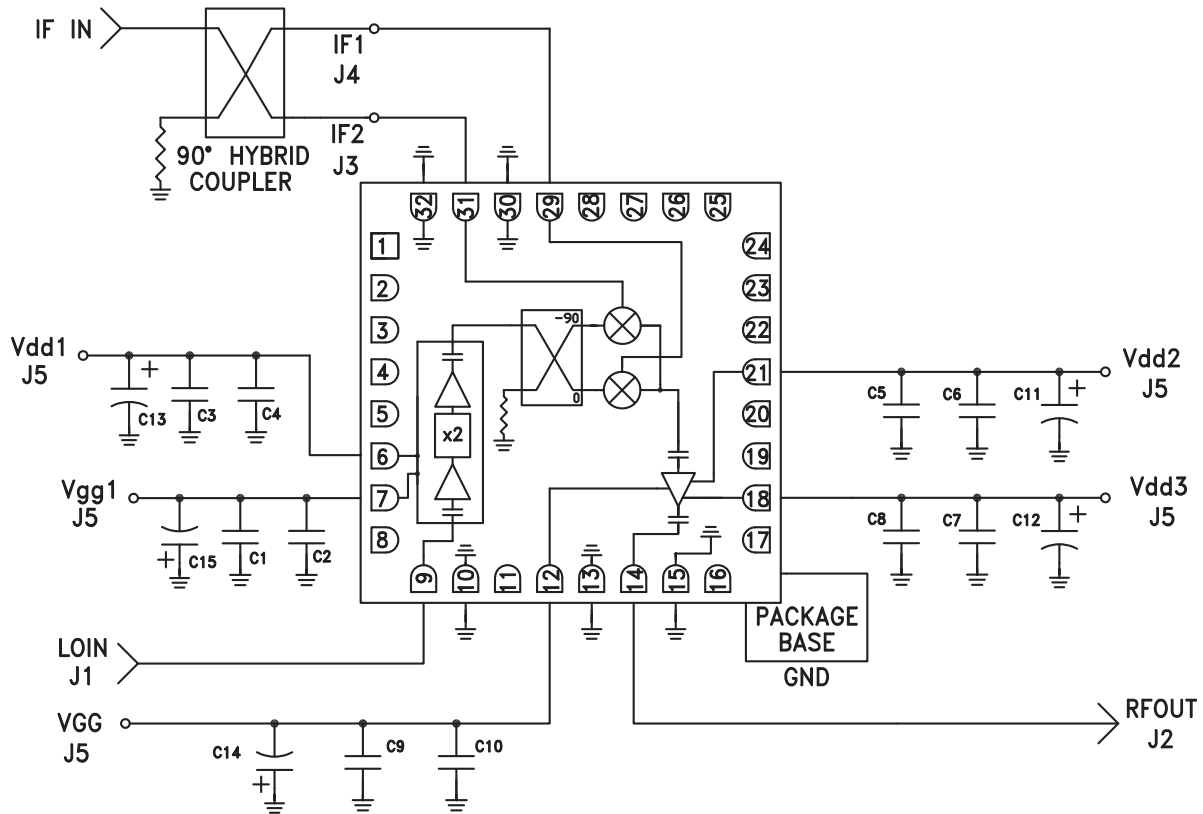 IF IN
IF1
J4
IF2
J3
90° HYBRID
COUPLER
32
31
30
29
28
27
26
25
1
2
3
4
5
6
7
8
24
23
22
21
20
19
18
17
-90
0
x2
Vdd1
J5
C13
C3
C4
Vgg1
J5
C15
C1
C2
Vdd2
J5
C5
C6
C11
Vdd3
J5
C8
C7
C12
9
10
11
12
13
14
15
16
PACKAGE
BASE
GND
LOIN
J1
VGG
J5
C14
C9
C10
RFOUT
J2